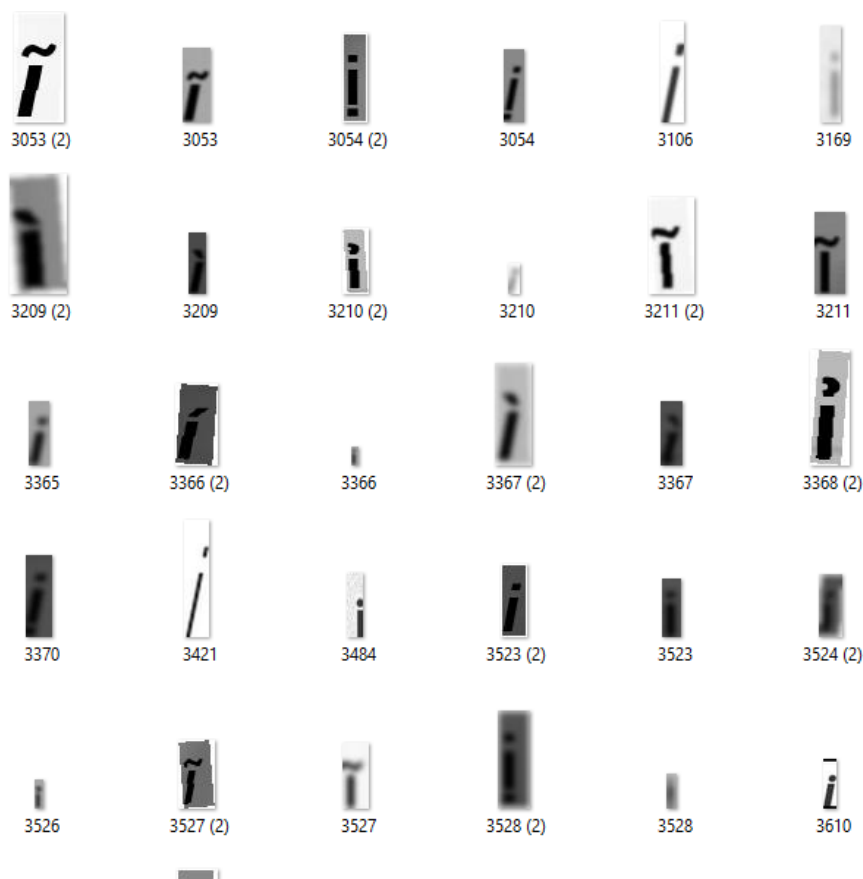 ĩ ĩ i i i i
3053 (2) 3053 3054 (2) 3054 3106 3169
í i ỉ i ĩ ĩ
3209 (2) 3209 3210 (2) 3210 3211 (2) 3211
i í i ỉ
3365 3366 (2) 3366 3367 (2) 3367 3368 (2)
i i i i i i
3370 3421 3484 3523 (2) 3523 3524 (2)
i ĩ ĩ i i
3526 3527 (2) 3527 3528 (2) 3528 3610